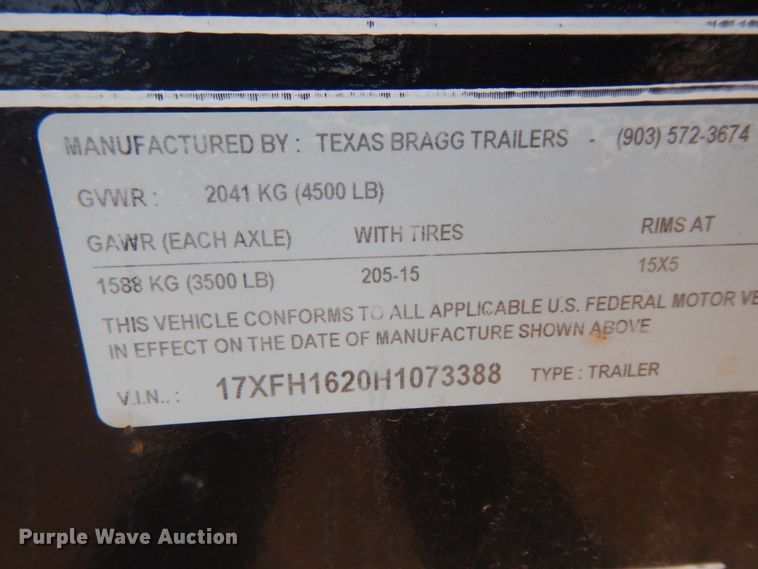 MANUFACTURED BY : TEXAS BRAGG TRAILERS - (903) 572-3674
GVWR : 2041 KG (4500 LB)
GAWR (EACH AXLE) WITH TIRES RIMS AT
1588 KG (3500 LB) 205-15 15X5
THIS VEHICLE CONFORMS TO ALL APPLICABLE U.S. FEDERAL MOTOR VE
IN EFFECT ON THE DATE OF MANUFACTURE SHOWN ABOVE
V.I.N.. : 17XFH1620H1073388 TYPE : TRAILER
Purple Wave Auction